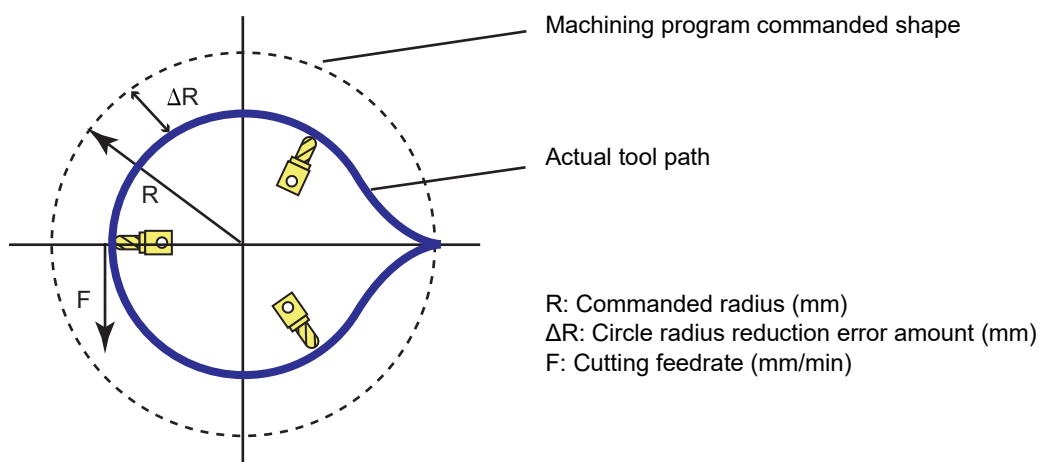 Machining program commanded shape
ΔR
Actual tool path
R
F
R: Commanded radius (mm)
ΔR: Circle radius reduction error amount (mm)
F: Cutting feedrate (mm/min)